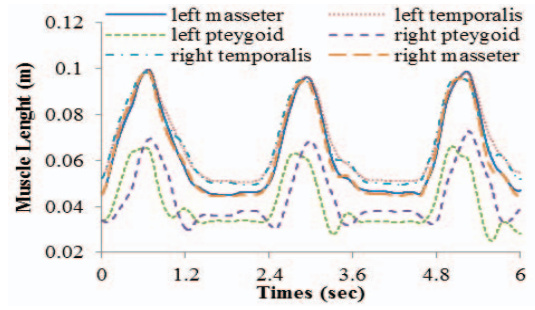 0.12
left masseter left temporalis
left pteygoid right pteygoid
right temporalis right masseter
0.1
0.08
0.06
0.04
0.02
Muscle Lenght (m)
0 1.2 2.4 3.6 4.8 6
Times (sec)